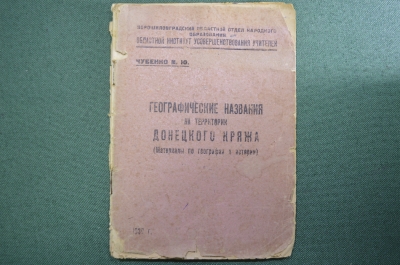 ВОРОШИЛОВГРАДСКИЙ ОБЛАСТНОЙ ОТДЕЛ НАРОДНОГО
ОБРАЗОВАНИЯ
ОБЛАСТНОЙ ИНСТИТУТ УСОВЕРШЕНСТВОВАНИЯ УЧИТЕЛЕЙ
ЧУБЕНКО В. Ю.
ГЕОГРАФИЧЕСКИЕ НАЗВАНИЯ
НА ТЕРРИТОРИИ
ДОНЕЦКОГО КРЯЖА
(Материалы по географии и истории)